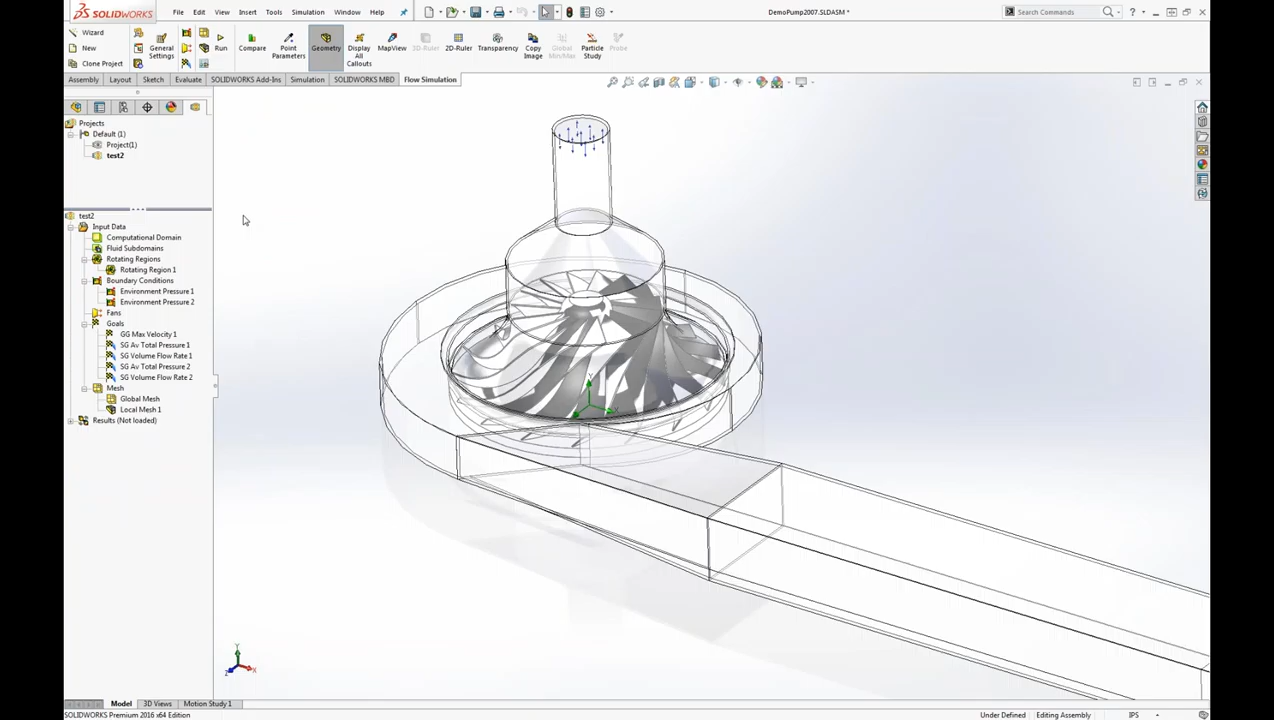 SOLIDWORKS
File Edit View Insert Tools Simulation Window Help
DemoPump2007.SLDASM *
Search Commands
Wizard
New
Clone Project
General Settings
Run
Compare
Point Parameters
Geometry
Display All Callouts
MapView
3D-Ruler
2D-Ruler
Transparency
Copy Image
Global Min/Max
Particle Study
Probe
Assembly Layout Sketch Evaluate SOLIDWORKS Add-Ins Simulation SOLIDWORKS MBD Flow Simulation
Projects
Default (1)
Project(1)
test2
test2
Input Data
Computational Domain
Fluid Subdomains
Rotating Regions
Rotating Region 1
Boundary Conditions
Environment Pressure 1
Environment Pressure 2
Fans
Goals
GG Max Velocity 1
SG Av Total Pressure 1
SG Volume Flow Rate 1
SG Av Total Pressure 2
SG Volume Flow Rate 2
Mesh
Global Mesh
Local Mesh 1
Results (Not loaded)
Y
X
Y
X
Z
Model 3D Views Motion Study 1
SOLIDWORKS Premium 2016 x64 Edition
Under Defined Editing Assembly IPS